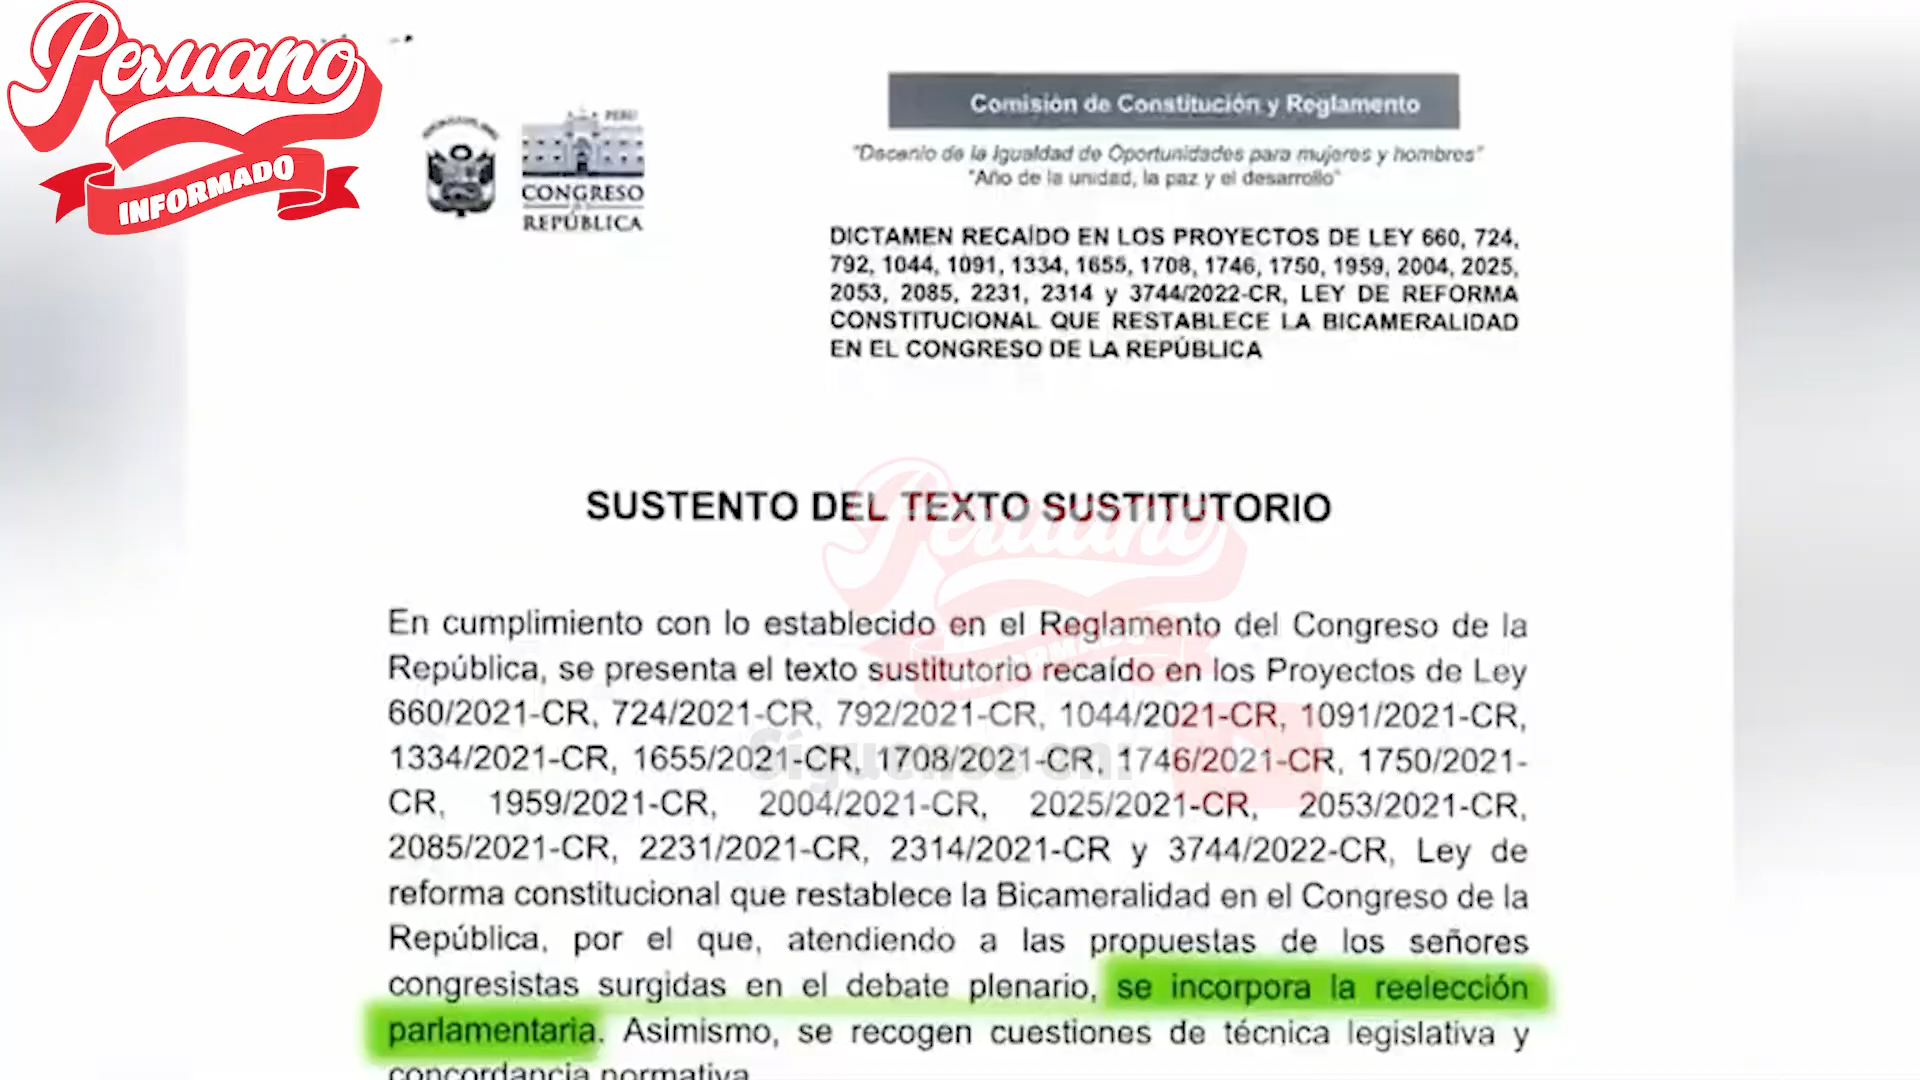 Peruano
INFORMADO
PERÚ
CONGRESO
REPÚBLICA
Comisión de Constitución y Reglamento
"Decenio de la Igualdad de Oportunidades para mujeres y hombres"
"Año de la unidad, la paz y el desarrollo"
DICTAMEN RECAÍDO EN LOS PROYECTOS DE LEY 660, 724,
792, 1044, 1091, 1334, 1655, 1708, 1746, 1750, 1959, 2004, 2025,
2053, 2085, 2231, 2314 y 3744/2022-CR, LEY DE REFORMA
CONSTITUCIONAL QUE RESTABLECE LA BICAMERALIDAD
EN EL CONGRESO DE LA REPÚBLICA
SUSTENTO DEL TEXTO SUSTITUTORIO
Peruano
INFORMADO
Síguenos en:
En cumplimiento con lo establecido en el Reglamento del Congreso de la
República, se presenta el texto sustitutorio recaído en los Proyectos de Ley
660/2021-CR, 724/2021-CR, 792/2021-CR, 1044/2021-CR, 1091/2021-CR,
1334/2021-CR, 1655/2021-CR, 1708/2021-CR, 1746/2021-CR, 1750/2021-
CR, 1959/2021-CR, 2004/2021-CR, 2025/2021-CR, 2053/2021-CR,
2085/2021-CR, 2231/2021-CR, 2314/2021-CR y 3744/2022-CR, Ley de
reforma constitucional que restablece la Bicameralidad en el Congreso de la
República, por el que, atendiendo a las propuestas de los señores
congresistas surgidas en el debate plenario, se incorpora la reelección
parlamentaria. Asimismo, se recogen cuestiones de técnica legislativa y
concordancia normativa.